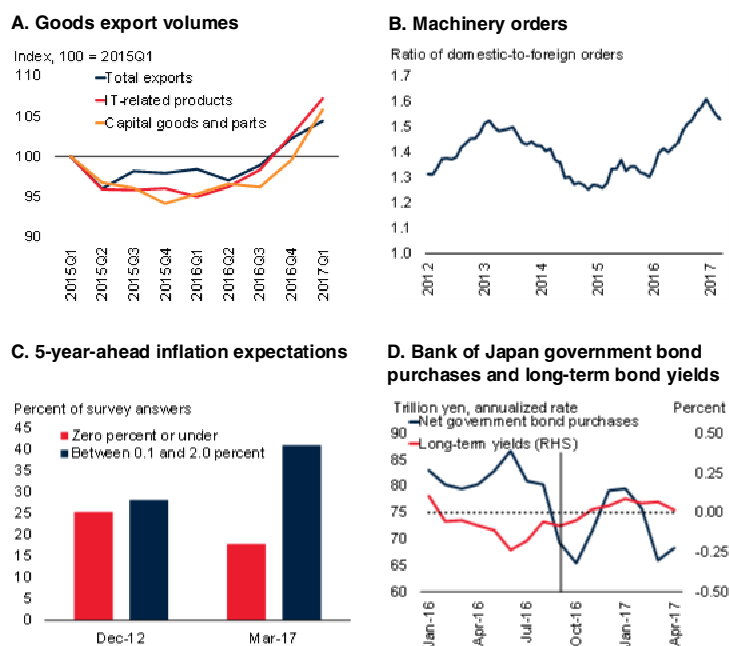 A. Goods export volumes
Index, 100 = 2015Q1
110
105
100
95
90
Total exports
IT-related products
Capital goods and parts
2015Q1
2015Q2
2015Q3
2015Q4
2016Q1
2016Q2
2016Q3
2016Q4
2017Q1
B. Machinery orders
Ratio of domestic-to-foreign orders
1.7
1.6
1.5
1.4
1.3
1.2
1.1
1.0
2012
2013
2014
2015
2016
2017
C. 5-year-ahead inflation expectations
Percent of survey answers
45
40
35
30
25
20
15
10
5
0
Zero percent or under
Between 0.1 and 2.0 percent
Dec-12
Mar-17
D. Bank of Japan government bond
purchases and long-term bond yields
Trillion yen, annualized rate
Percent
Net government bond purchases
Long-term yields (RHS)
90
85
80
75
70
65
60
0.50
0.25
0.00
-0.25
-0.50
Jan-16
Apr-16
Jul-16
Oct-16
Jan-17
Apr-17